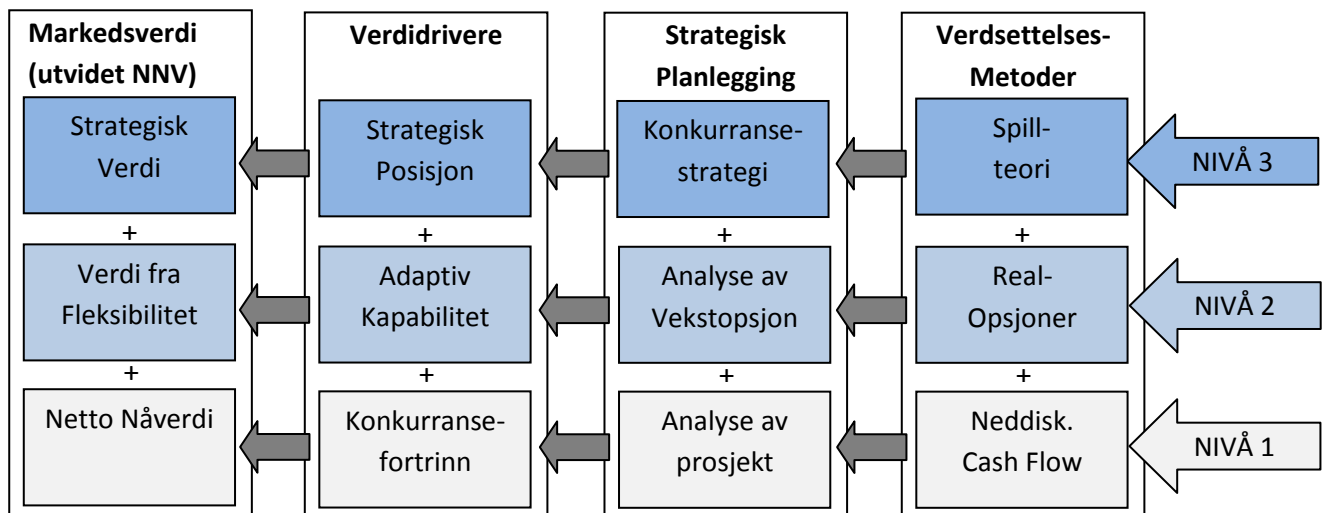 Markedsverdi
(utvidet NNV)
Verdidrivere
Strategisk
Planlegging
Verdsettelses-
Metoder
Strategisk
Verdi
Strategisk
Posisjon
Konkurranse-
strategi
Spill-
teori
NIVÅ 3
+
+
+
+
Verdi fra
Fleksibilitet
Adaptiv
Kapabilitet
Analyse av
Vekstopsjon
Real-
Opsjoner
NIVÅ 2
+
+
+
+
Netto Nåverdi
Konkurranse-
fortrinn
Analyse av
prosjekt
Neddisk.
Cash Flow
NIVÅ 1